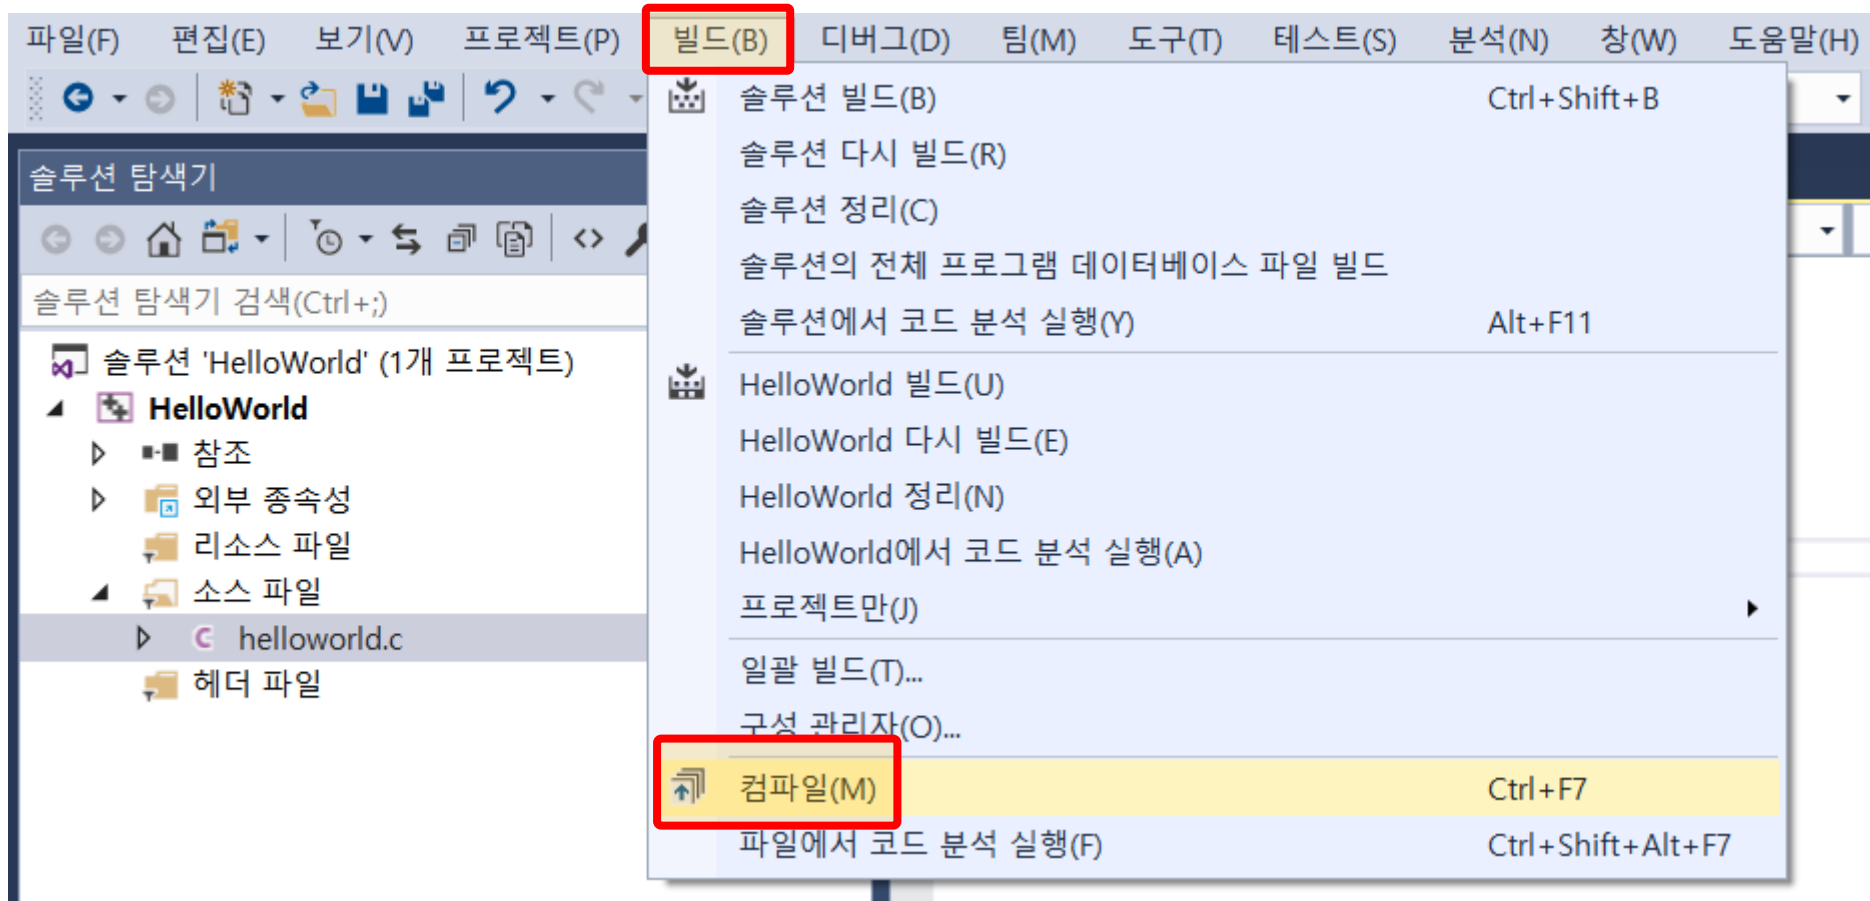 파일(F) 편집(E) 보기(V) 프로젝트(P) 빌드(B) 디버그(D) 팀(M) 도구(T) 테스트(S) 분석(N) 창(W) 도움말(H)
솔루션 탐색기
솔루션 탐색기 검색(Ctrl+;)
솔루션 'HelloWorld' (1개 프로젝트)
HelloWorld
참조
외부 종속성
리소스 파일
소스 파일
helloworld.c
헤더 파일
솔루션 빌드(B) Ctrl+Shift+B
솔루션 다시 빌드(R)
솔루션 정리(C)
솔루션의 전체 프로그램 데이터베이스 파일 빌드
솔루션에서 코드 분석 실행(Y) Alt+F11
HelloWorld 빌드(U)
HelloWorld 다시 빌드(E)
HelloWorld 정리(N)
HelloWorld에서 코드 분석 실행(A)
프로젝트만(J)
일괄 빌드(T)...
구성 관리자(O)...
컴파일(M) Ctrl+F7
파일에서 코드 분석 실행(F) Ctrl+Shift+Alt+F7